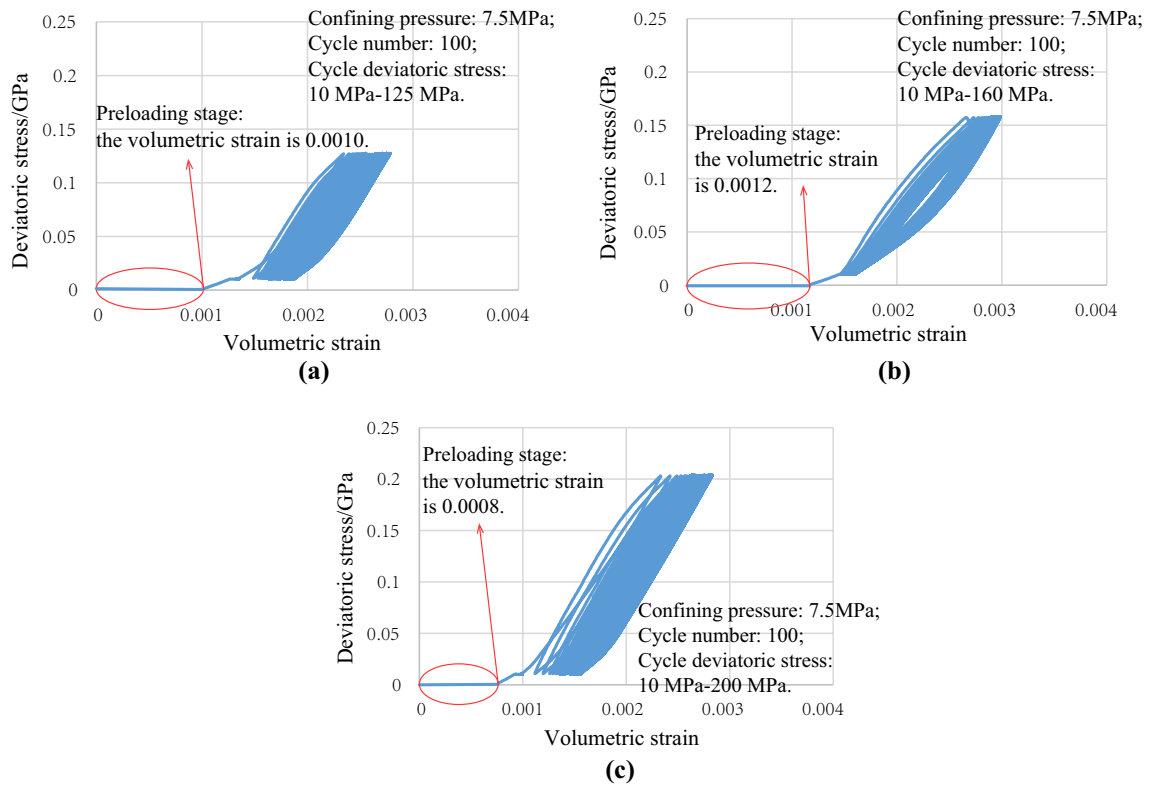 Confining pressure: 7.5MPa;
Cycle number: 100;
Cycle deviatoric stress:
10 MPa-125 MPa.
Preloading stage:
the volumetric strain is 0.0010.
Deviatoric stress/GPa
0.25
0.2
0.15
0.1
0.05
0
0 0.001 0.002 0.003 0.004
Volumetric strain
(a)
Confining pressure: 7.5MPa;
Cycle number: 100;
Cycle deviatoric stress:
10 MPa-160 MPa.
Preloading stage:
the volumetric strain
is 0.0012.
Deviatoric stress/GPa
0.25
0.2
0.15
0.1
0.05
0
0 0.001 0.002 0.003 0.004
Volumetric strain
(b)
Preloading stage:
the volumetric strain
is 0.0008.
Confining pressure: 7.5MPa;
Cycle number: 100;
Cycle deviatoric stress:
10 MPa-200 MPa.
Deviatoric stress/GPa
0.25
0.2
0.15
0.1
0.05
0
0 0.001 0.002 0.003 0.004
Volumetric strain
(c)